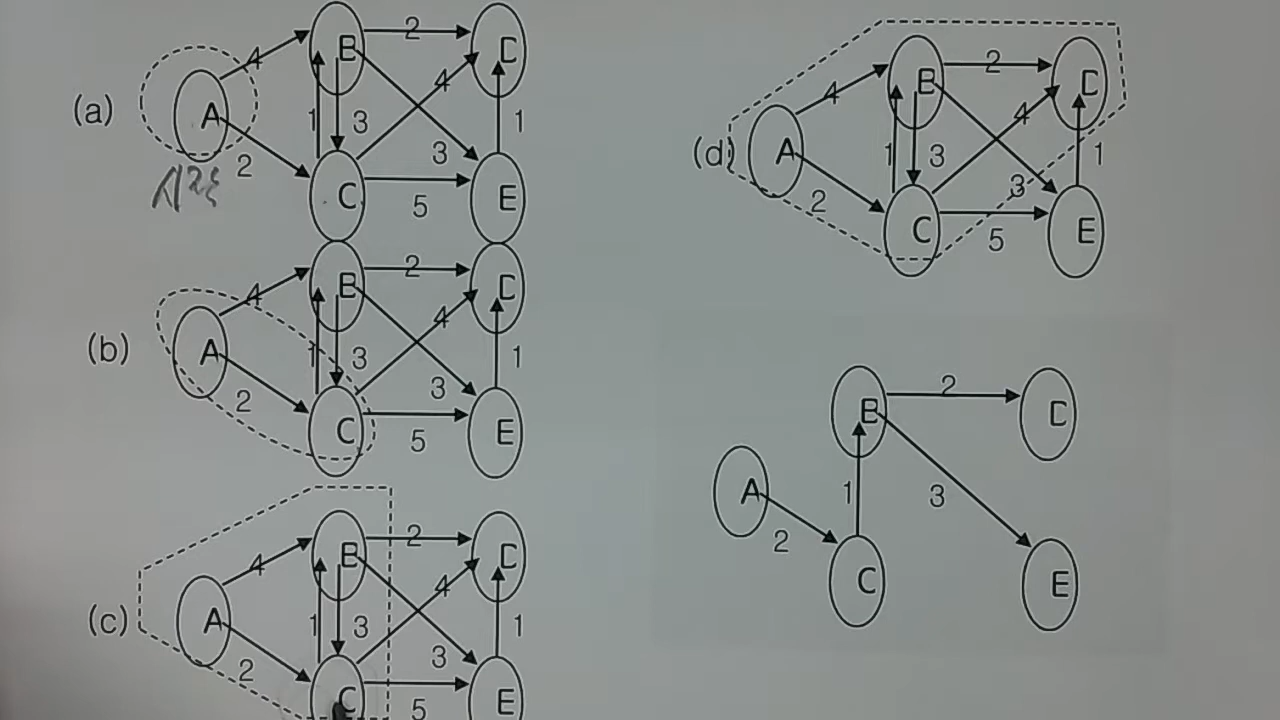 B 2 D
4 4
(a) A 1 3 3 1
2
C 5 E
B 2 D
4 4
(b) A 1 3 3 1
2
C 5 E
B 2 D
4 4
(c) A 1 3 3 1
2
C 5 E
B 2 D
4 4
(d) A 1 3 3 1
2
C 5 E
B 2 D
A 1 3
2
C E